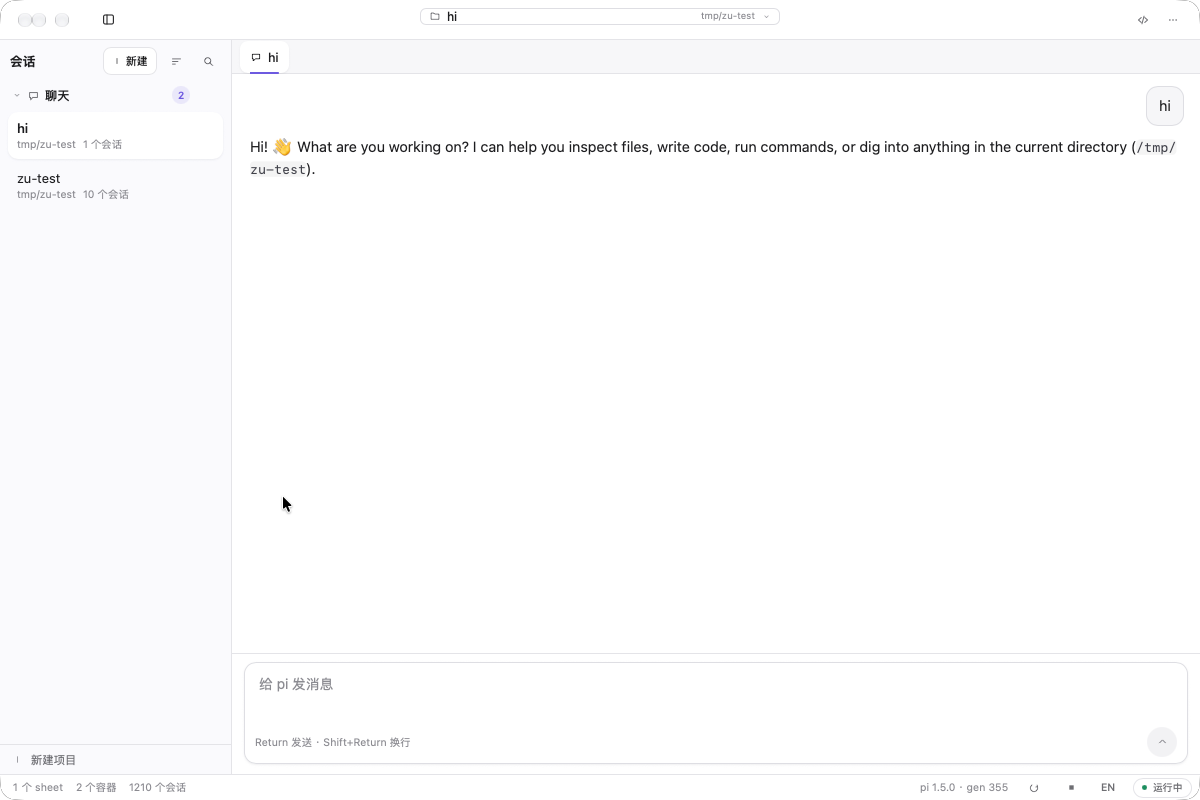 hi tmp/zu-test
会话 新建
hi
聊天 2
hi
tmp/zu-test 1 个会话
zu-test
tmp/zu-test 10 个会话
hi
Hi! 👋 What are you working on? I can help you inspect files, write code, run commands, or dig into anything in the current directory (/tmp/
zu-test).
给 pi 发消息
Return 发送 · Shift+Return 换行
新建项目
1 个 sheet 2 个容器 1210 个会话
pi 1.5.0 · gen 355 EN 运行中